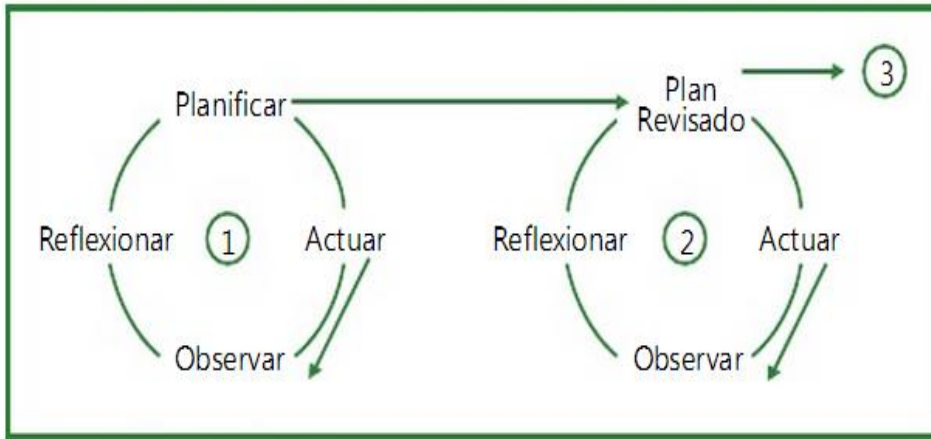 Planificar
Plan
Revisado
3
Reflexionar
1
Actuar
Reflexionar
2
Actuar
Observar
Observar